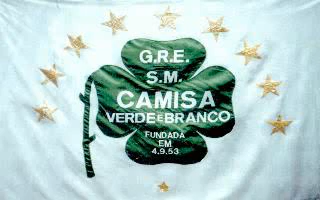 G.R.E.
S.M.
CAMISA
VERDE E BRANCO
FUNDADA
EM
4.9.53